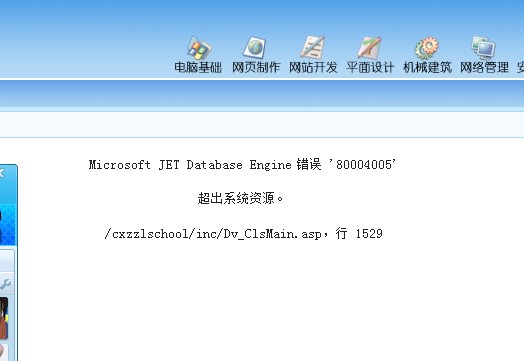 电脑基础 网页制作 网站开发 平面设计 机械建筑 网络管理
Microsoft JET Database Engine 错误 '80004005'
超出系统资源。
/cxzzlschool/inc/Dv_ClsMain.asp，行 1529